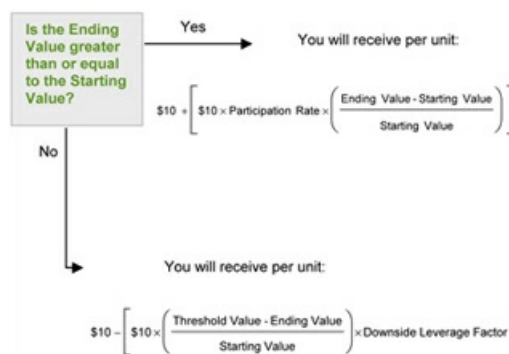 Is the Ending
Value greater
than or equal
to the Starting
Value?
Yes
You will receive per unit:
$10 + [ $10 × Participation Rate × ( Ending Value - Starting Value
Starting Value ) ]
No
You will receive per unit:
$10 – [ $10 × ( Threshold Value - Ending Value
Starting Value ) × Downside Leverage Factor